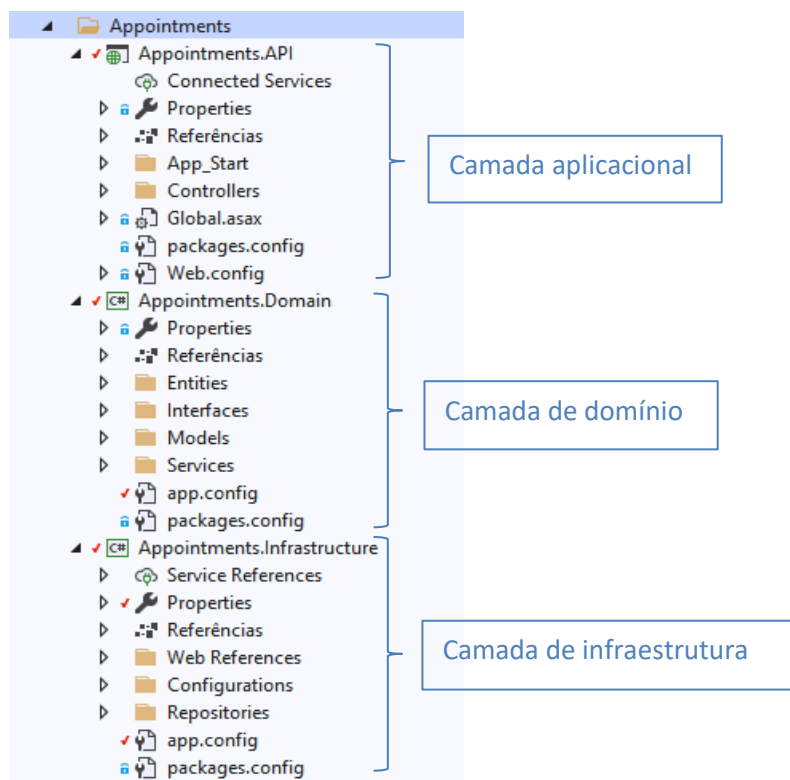 Appointments
Appointments.API
Connected Services
Properties
Referências
App_Start
Controllers
Global.asax
packages.config
Web.config
Camada aplicacional
C# Appointments.Domain
Properties
Referências
Entities
Interfaces
Models
Services
app.config
packages.config
Camada de domínio
C# Appointments.Infrastructure
Service References
Properties
Referências
Web References
Configurations
Repositories
app.config
packages.config
Camada de infraestrutura